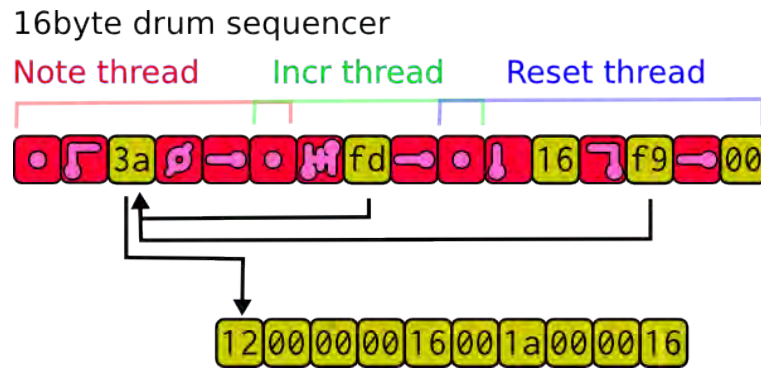 16byte drum sequencer
Note thread Incr thread Reset thread
3a fd 16 f9 00
12 00 00 00 16 00 1a 00 00 16